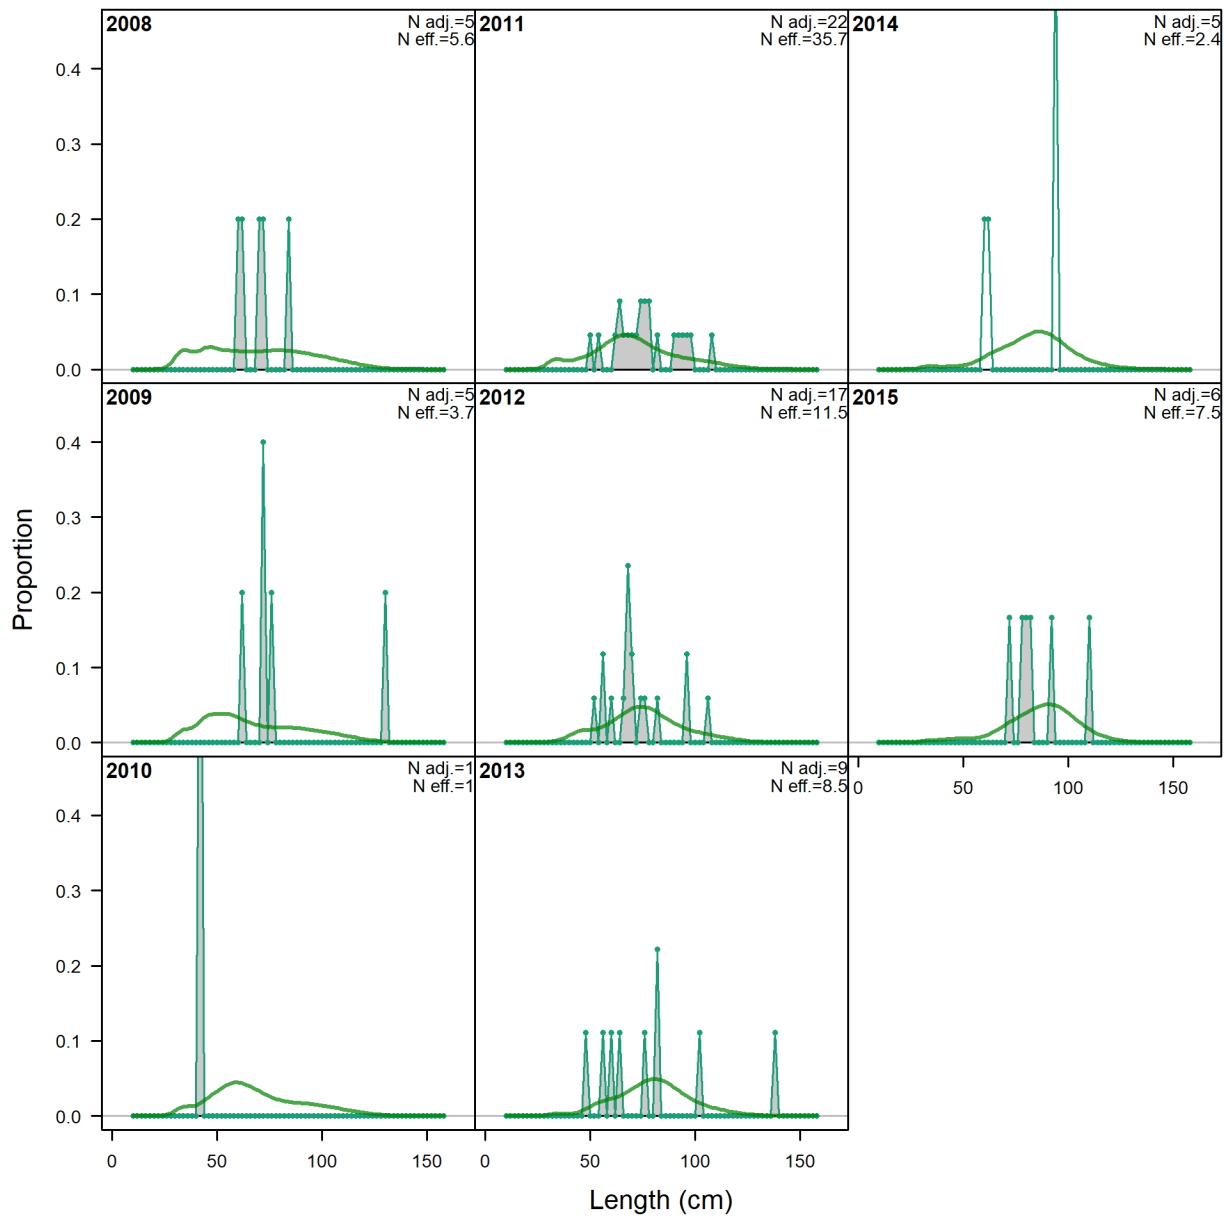 2008
N adj.=5
N eff.=5.6
2011
N adj.=22
N eff.=35.7
2014
N adj.=5
N eff.=2.4
0.4
0.3
0.2
0.1
0.0
2009
N adj.=5
N eff.=3.7
2012
N adj.=17
N eff.=11.5
2015
N adj.=6
N eff.=7.5
0.4
0.3
0.2
0.1
0.0
0 50 100 150
2010
N adj.=1
N eff.=1
2013
N adj.=9
N eff.=8.5
0.4
0.3
0.2
0.1
0.0
0 50 100 150
0 50 100 150
Proportion
Length (cm)